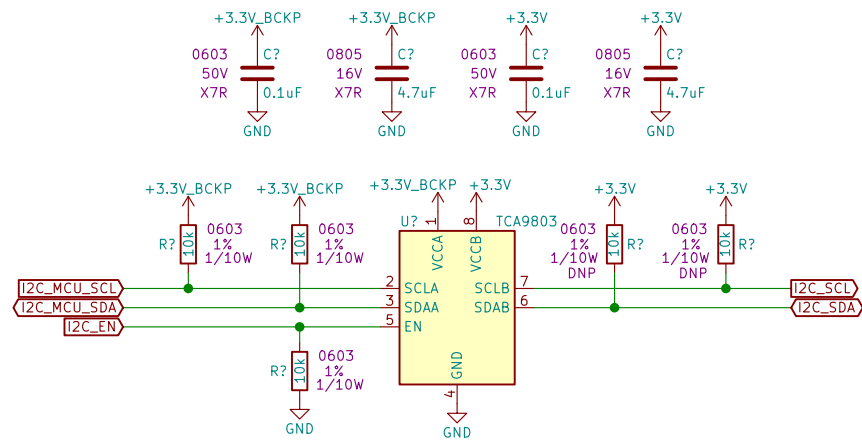 +3.3V_BCKP
+3.3V_BCKP
+3.3V
+3.3V
0603
C?
50V
X7R
0.1uF
GND
0805
C?
16V
X7R
4.7uF
GND
0603
C?
50V
X7R
0.1uF
GND
0805
C?
16V
X7R
4.7uF
GND
+3.3V_BCKP
+3.3V_BCKP
+3.3V_BCKP
+3.3V
+3.3V
+3.3V
R?
10k
0603
1%
1/10W
R?
10k
0603
1%
1/10W
U?
TCA9803
1
8
VCCA
VCCB
0603
1%
1/10W
DNP
10k
R?
0603
1%
1/10W
DNP
10k
R?
I2C_MCU_SCL
2
SCLA
SCLB
7
I2C_SCL
I2C_MCU_SDA
3
SDAA
SDAB
6
I2C_SDA
I2C_EN
5
EN
R?
10k
0603
1%
1/10W
GND
GND
4
GND